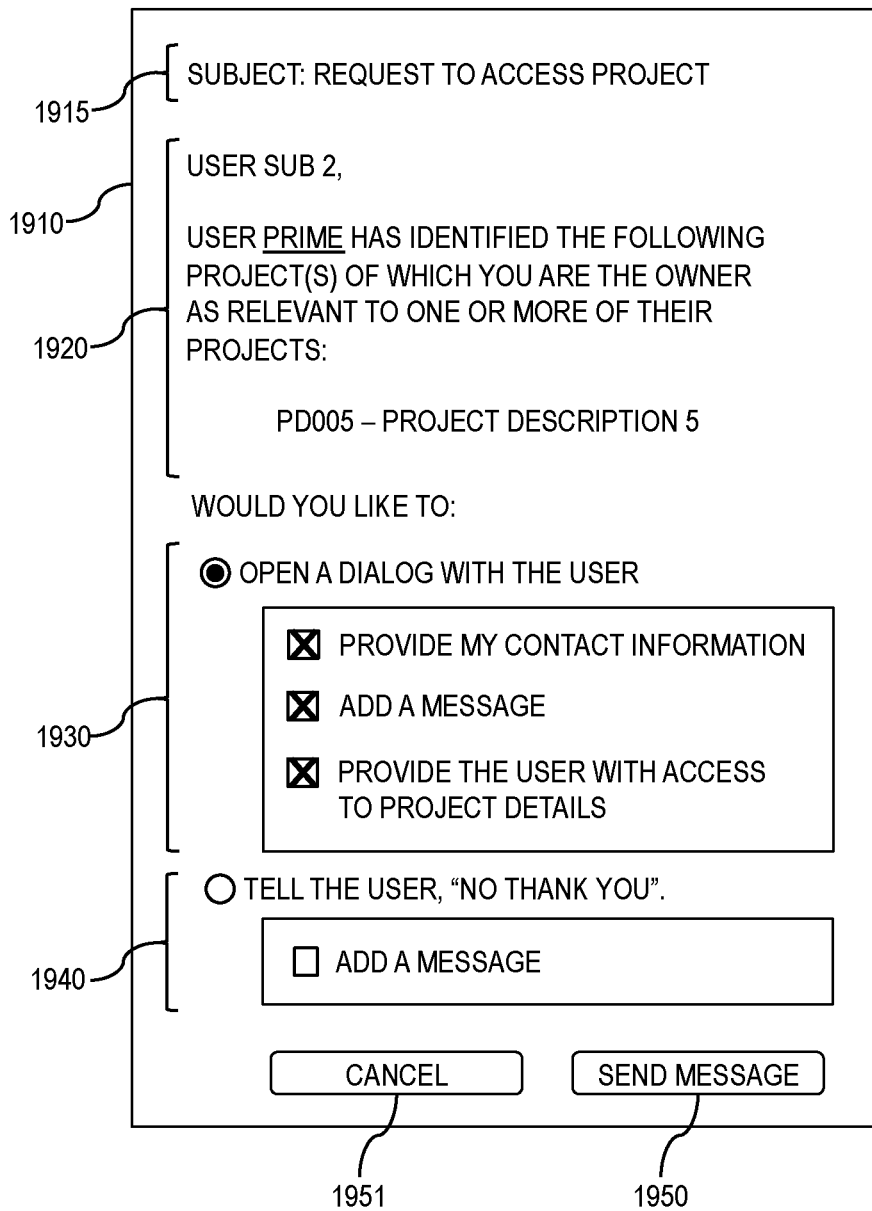 SUBJECT: REQUEST TO ACCESS PROJECT
1915
USER SUB 2,
1910
USER PRIME HAS IDENTIFIED THE FOLLOWING
PROJECT(S) OF WHICH YOU ARE THE OWNER
AS RELEVANT TO ONE OR MORE OF THEIR
1920
PROJECTS:
PD005 – PROJECT DESCRIPTION 5
WOULD YOU LIKE TO:
OPEN A DIALOG WITH THE USER
PROVIDE MY CONTACT INFORMATION
ADD A MESSAGE
1930
PROVIDE THE USER WITH ACCESS
TO PROJECT DETAILS
TELL THE USER, “NO THANK YOU”.
ADD A MESSAGE
1940
CANCEL
SEND MESSAGE
1951
1950